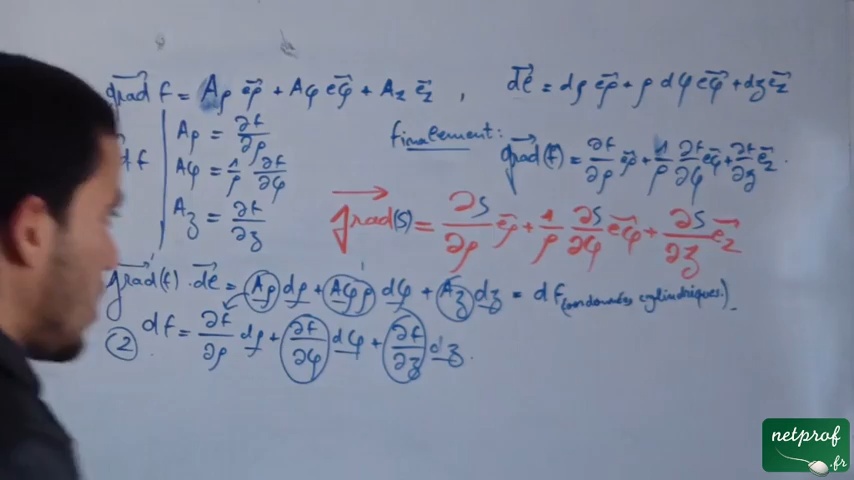 grad f = Aρ eρ + Aφ eφ + Az ez , dℓ = dρ eρ + ρ dφ eφ + dz ez
df | Aρ = ∂f/∂ρ
Aφ = 1/ρ ∂f/∂φ
Az = ∂f/∂z
finalement:
grad(f) = ∂f/∂ρ eρ + 1/ρ ∂f/∂φ eφ + ∂f/∂z ez.
grad(S) = ∂S/∂ρ eρ + 1/ρ ∂S/∂φ eφ + ∂S/∂z ez
grad(f) . dℓ = Aρ dρ + Aφ ρ dφ + Az dz = df (coordonnées cylindriques.)
② df = ∂f/∂ρ dρ + ∂f/∂φ dφ + ∂f/∂z dz.
netprof
.fr